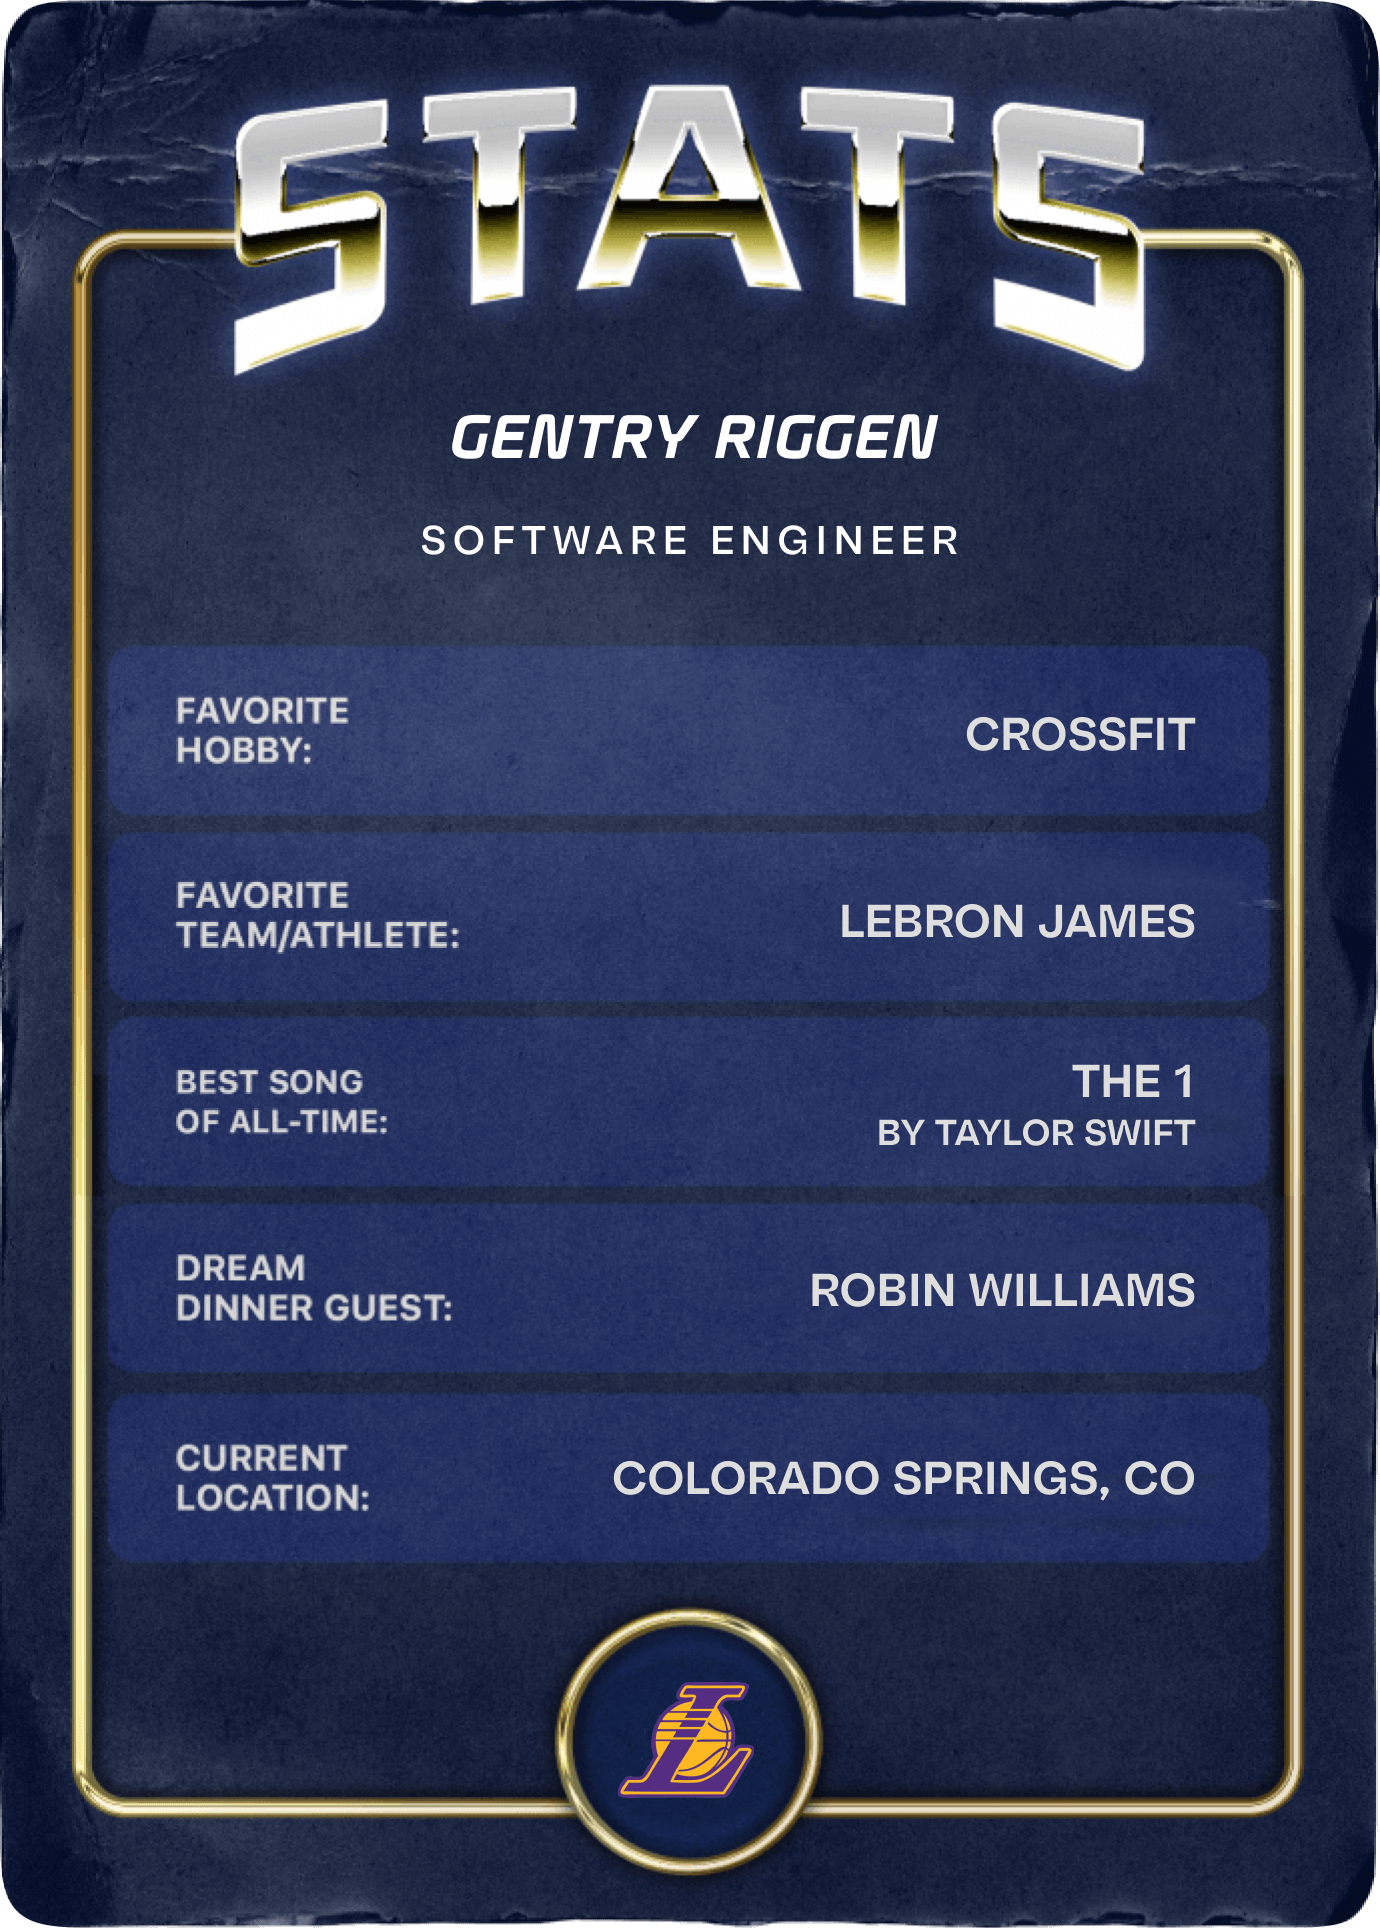 STATS
GENTRY RIGGEN
SOFTWARE ENGINEER
FAVORITE
HOBBY:
CROSSFIT
FAVORITE
TEAM/ATHLETE:
LEBRON JAMES
BEST SONG
OF ALL-TIME:
THE 1
BY TAYLOR SWIFT
DREAM
DINNER GUEST:
ROBIN WILLIAMS
CURRENT
LOCATION:
COLORADO SPRINGS, CO
L